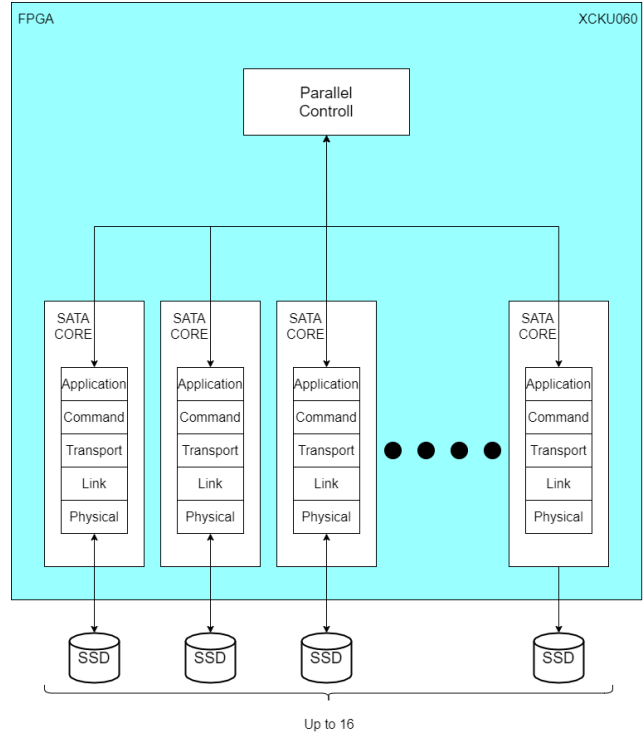 FPGA
XCKU060
Parallel
Controll
SATA
CORE
Application
Command
Transport
Link
Physical
SSD
SATA
CORE
Application
Command
Transport
Link
Physical
SSD
SATA
CORE
Application
Command
Transport
Link
Physical
SSD
SATA
CORE
Application
Command
Transport
Link
Physical
SSD
Up to 16